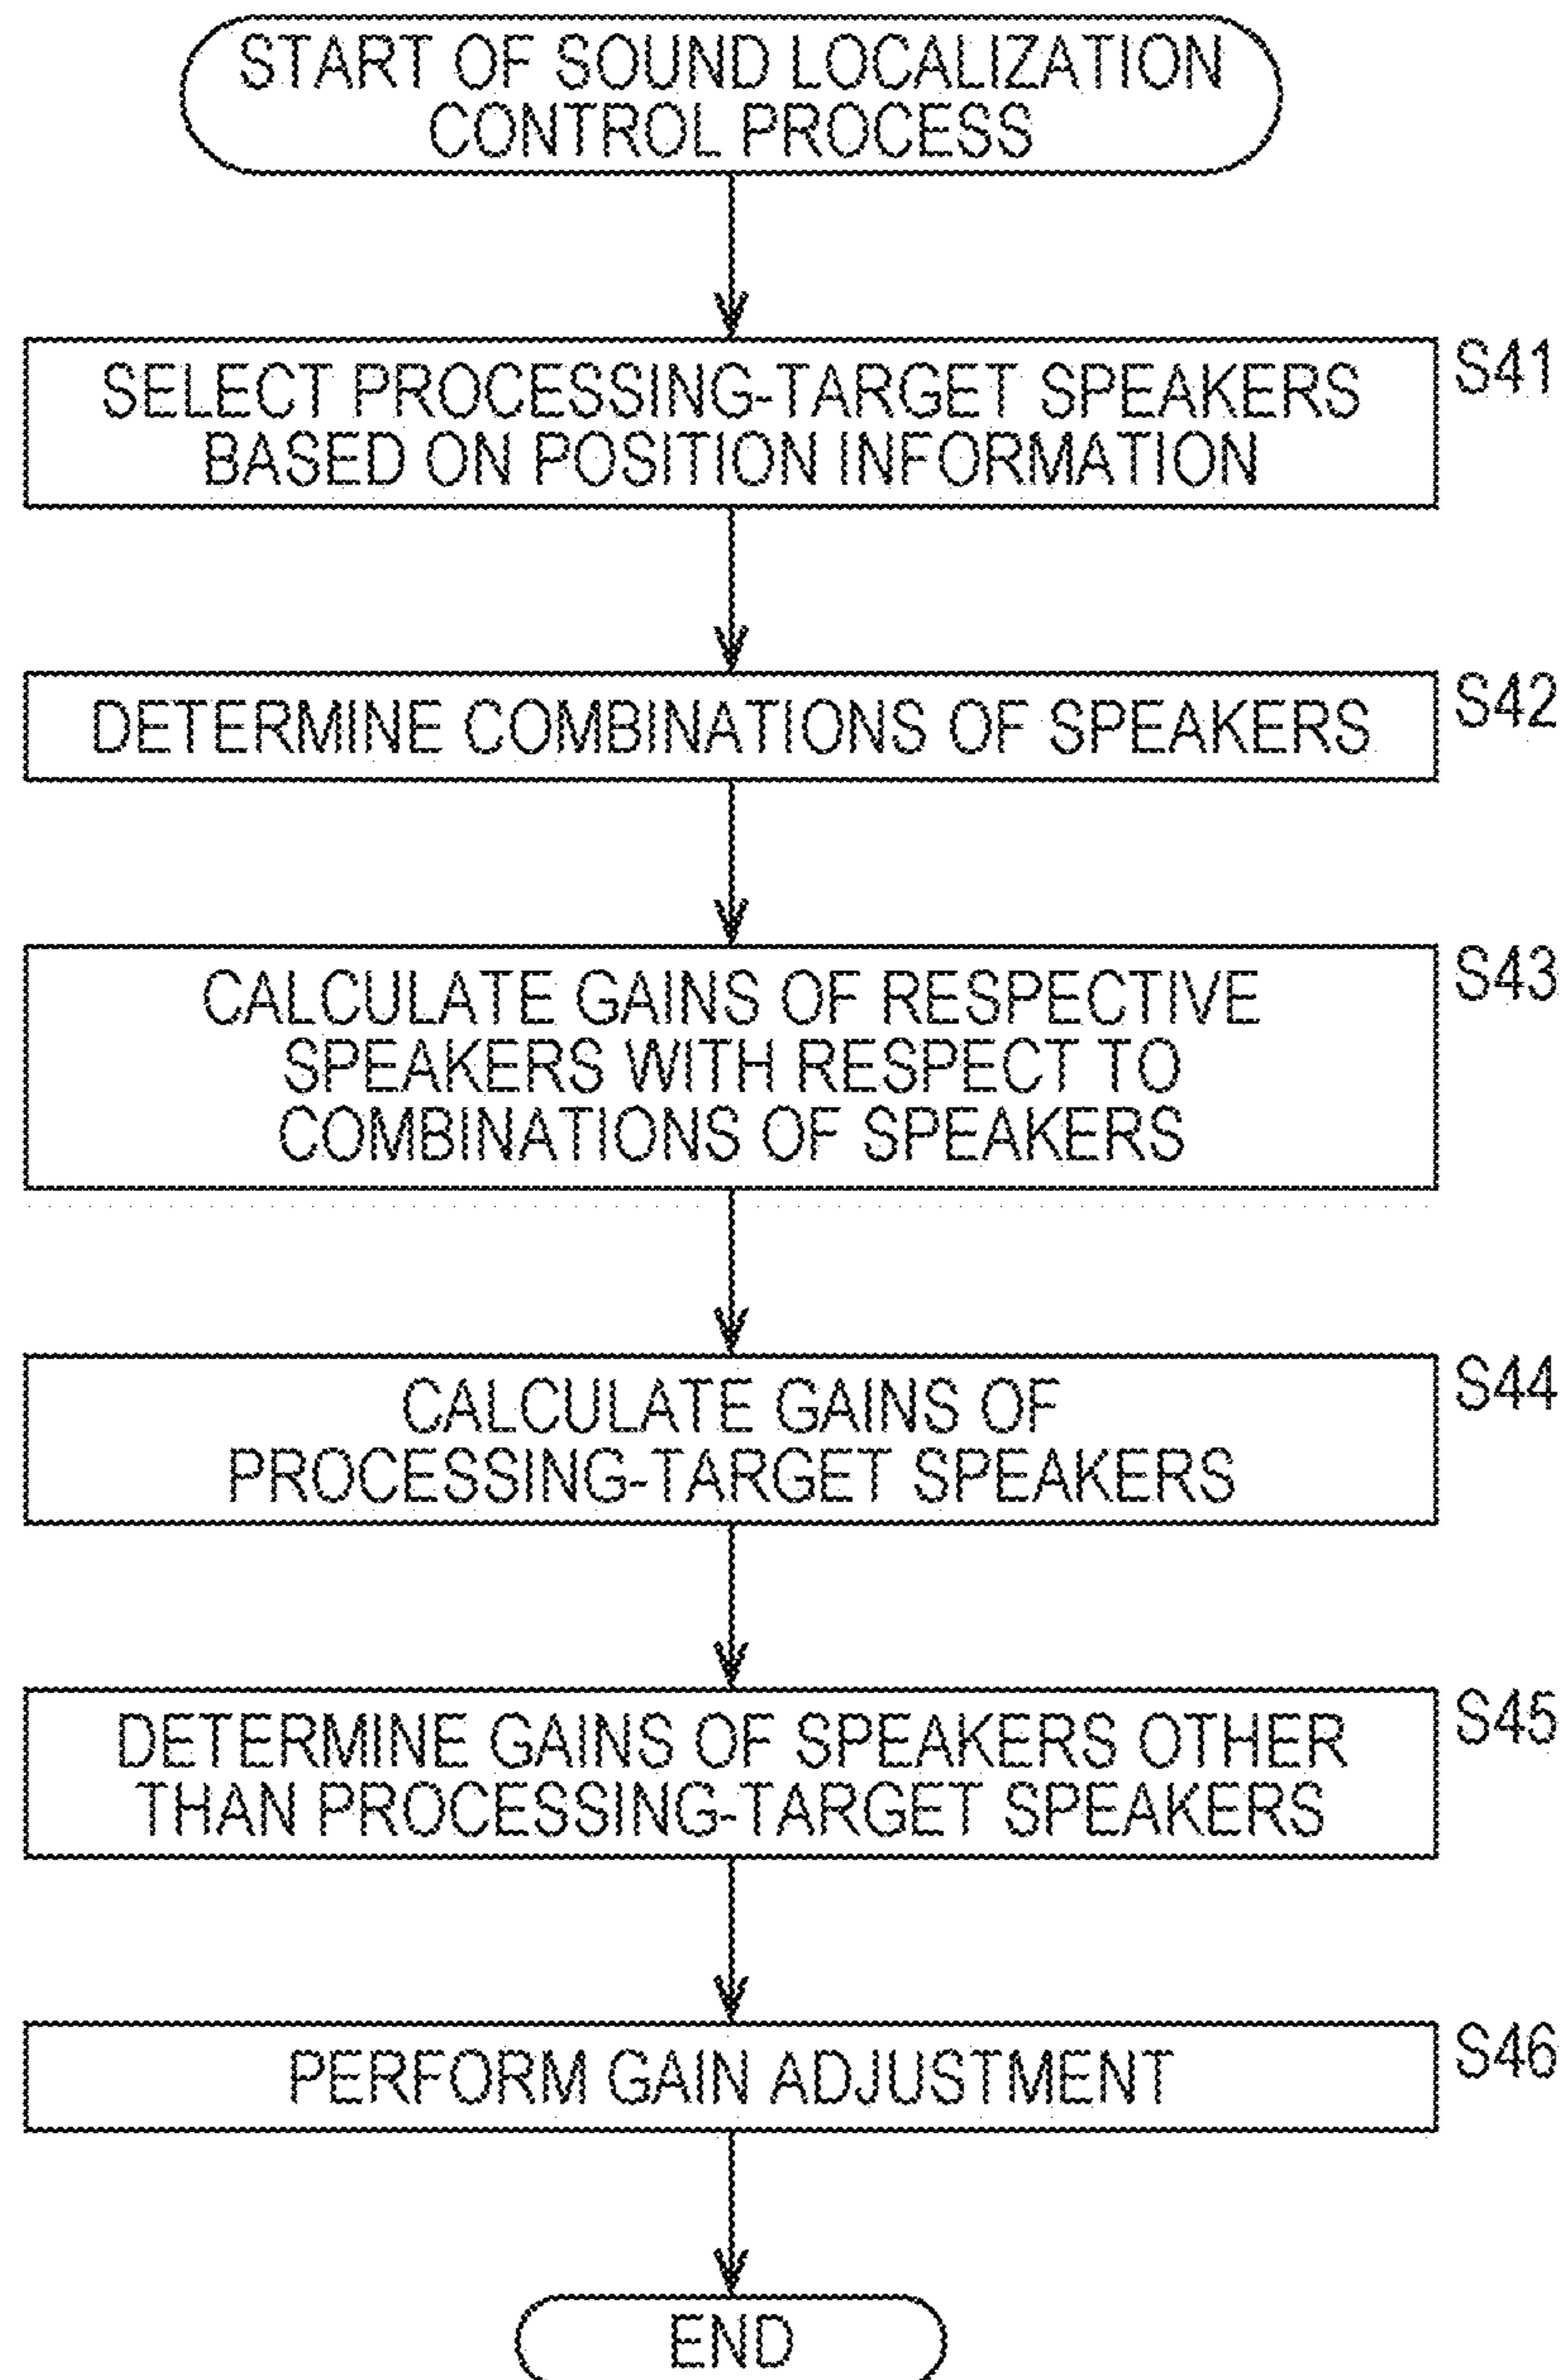 START OF SOUND LOCALIZATION
CONTROL PROCESS
SELECT PROCESSING-TARGET SPEAKERS
BASED ON POSITION INFORMATION
S41
DETERMINE COMBINATIONS OF SPEAKERS
S42
CALCULATE GAINS OF RESPECTIVE
SPEAKERS WITH RESPECT TO
COMBINATIONS OF SPEAKERS
S43
CALCULATE GAINS OF
PROCESSING-TARGET SPEAKERS
S44
DETERMINE GAINS OF SPEAKERS OTHER
THAN PROCESSING-TARGET SPEAKERS
S45
PERFORM GAIN ADJUSTMENT
S46
END